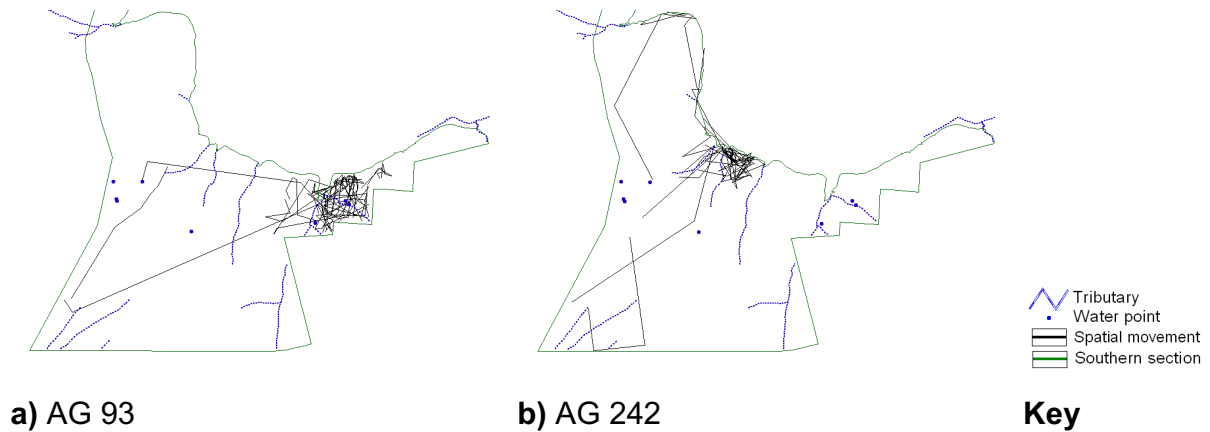 Tributary
Water point
Spatial movement
Southern section
a) AG 93
b) AG 242
Key